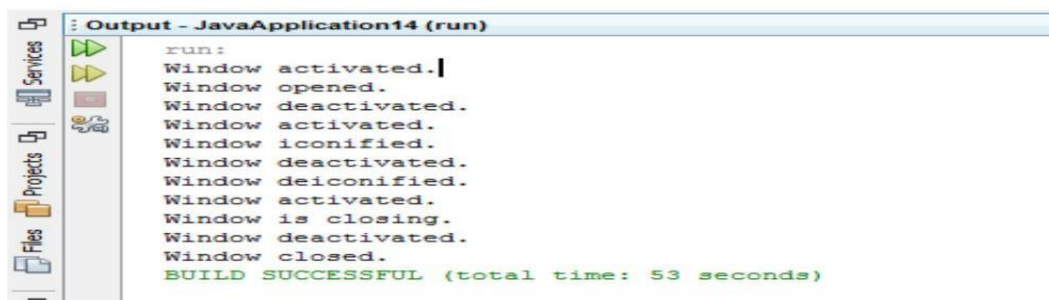 Output - JavaApplication14 (run)
run:
Window activated.
Window opened.
Window deactivated.
Window activated.
Window iconified.
Window deactivated.
Window deiconified.
Window activated.
Window is closing.
Window deactivated.
Window closed.
BUILD SUCCESSFUL (total time: 53 seconds)
Services
Projects
Files